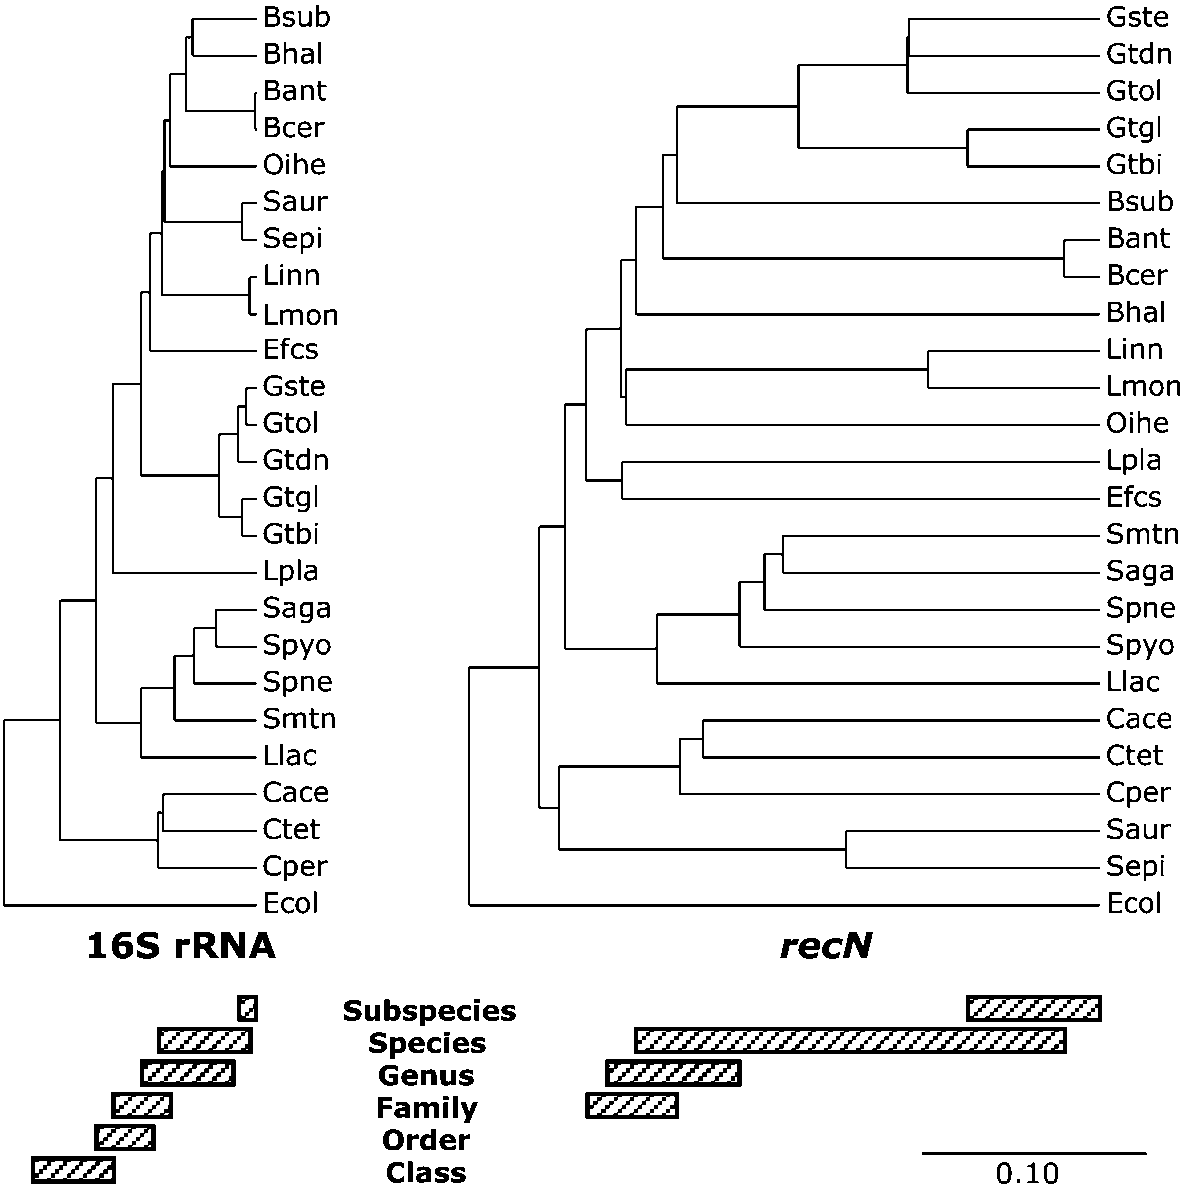 Bsub
Bhal
Bant
Bcer
Oihe
Saur
Sepi
Linn
Lmon
Efcs
Gste
Gtol
Gtdn
Gtgl
Gtbi
Lpla
Saga
Spyo
Spne
Smtn
Llac
Cace
Ctet
Cper
Ecol
16S rRNA
Gste
Gtdn
Gtol
Gtgl
Gtbi
Bsub
Bant
Bcer
Bhal
Linn
Lmon
Oihe
Lpla
Efcs
Smtn
Saga
Spne
Spyo
Llac
Cace
Ctet
Cper
Saur
Sepi
Ecol
recN
Subspecies
Species
Genus
Family
Order
Class
0.10